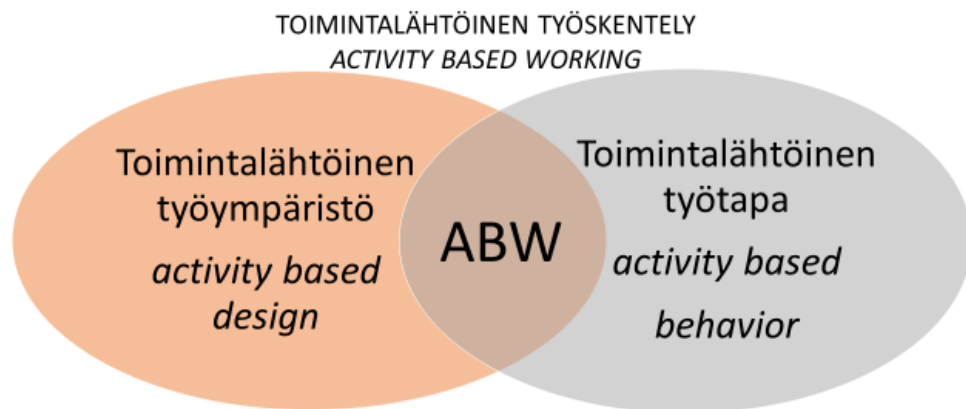 TOIMINTALÄHTÖINEN TYÖSKENTELY
ACTIVITY BASED WORKING
Toimintalähtöinen
työympäristö
activity based
design
ABW
Toimintalähtöinen
työtapa
activity based
behavior